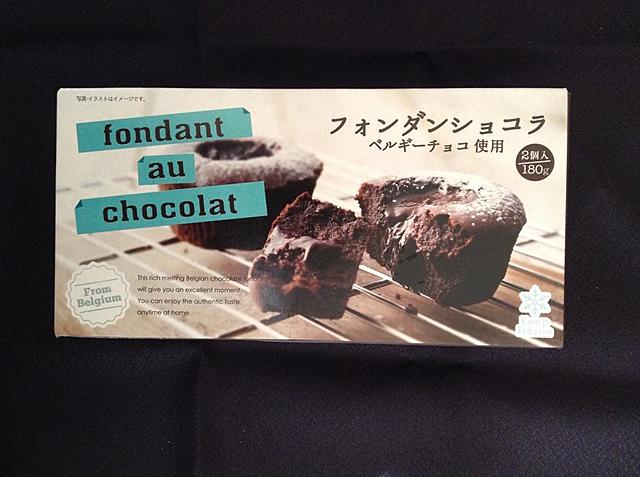 写真・イラストはイメージです。
fondant
au
chocolat
フォンダンショコラ
ベルギーチョコ使用
2個入
180g
From
Belgium
This rich melting Belgian chocolate
will give you an excellent moment.
You can enjoy the authentic taste
anytime at home.
Keep
frozen